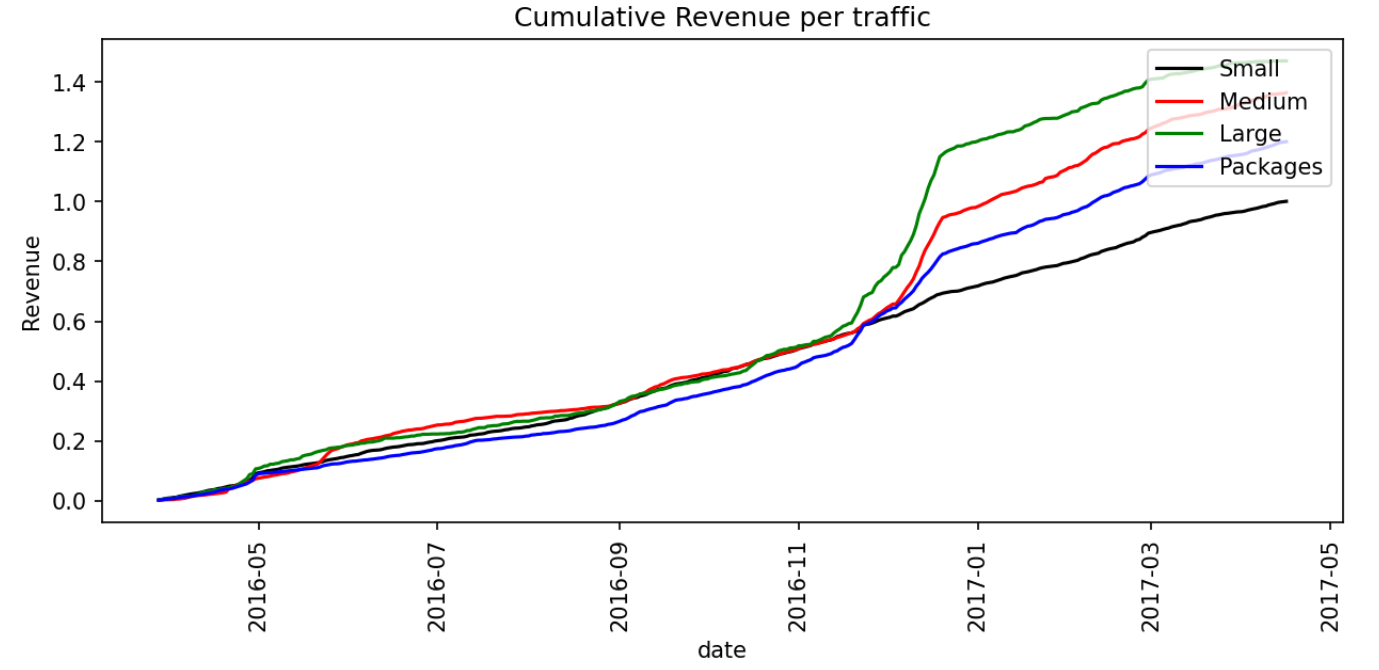 Cumulative Revenue per traffic
Revenue
1.4
1.2
1.0
0.8
0.6
0.4
0.2
0.0
Small
Medium
Large
Packages
2016-05
2016-07
2016-09
2016-11
2017-01
2017-03
2017-05
date